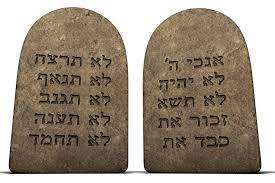 אנכי ה'
לא יהיה
לא תשא
זכור את
כבד את
לא תרצח
לא תנאף
לא תגנב
לא תענה
לא תחמד